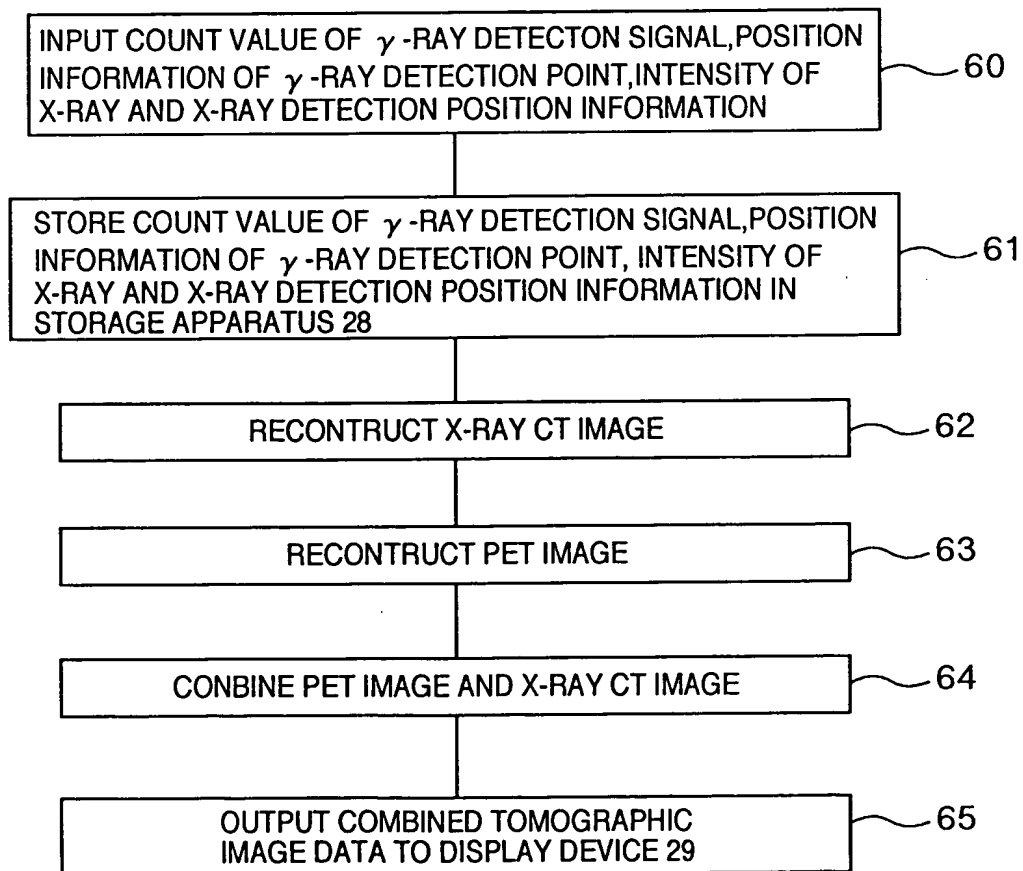 INPUT COUNT VALUE OF γ-RAY DETECTON SIGNAL,POSITION
INFORMATION OF γ-RAY DETECTION POINT,INTENSITY OF
X-RAY AND X-RAY DETECTION POSITION INFORMATION
60
STORE COUNT VALUE OF γ-RAY DETECTION SIGNAL,POSITION
INFORMATION OF γ-RAY DETECTION POINT, INTENSITY OF
X-RAY AND X-RAY DETECTION POSITION INFORMATION IN
STORAGE APPARATUS 28
61
RECONTRUCT X-RAY CT IMAGE
62
RECONTRUCT PET IMAGE
63
CONBINE PET IMAGE AND X-RAY CT IMAGE
64
OUTPUT COMBINED TOMOGRAPHIC
IMAGE DATA TO DISPLAY DEVICE 29
65